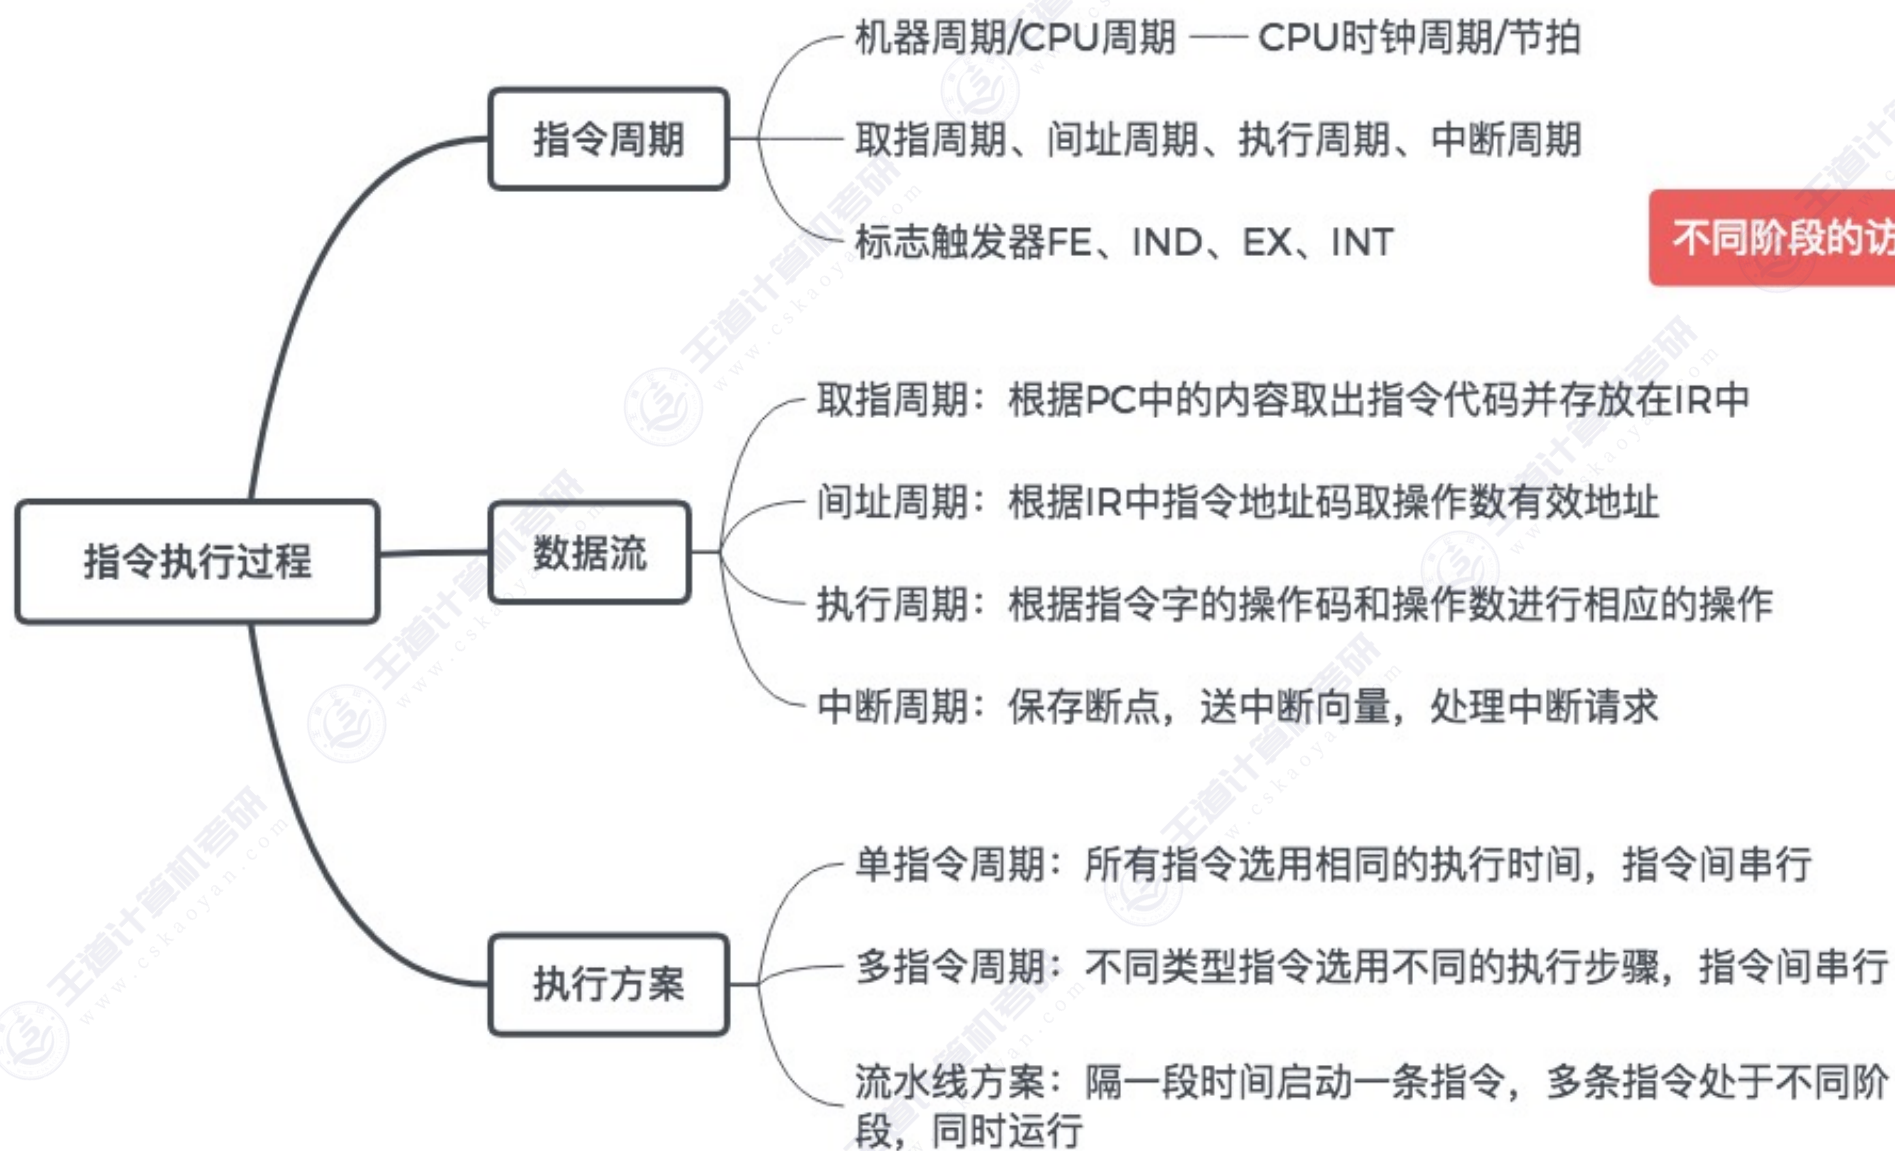 机器周期/CPU周期 —— CPU时钟周期/节拍
指令周期
取指周期、间址周期、执行周期、中断周期
标志触发器FE、IND、EX、INT
不同阶段的访
取指周期：根据PC中的内容取出指令代码并存放在IR中
间址周期：根据IR中指令地址码取操作数有效地址
指令执行过程
数据流
执行周期：根据指令字的操作码和操作数进行相应的操作
中断周期：保存断点，送中断向量，处理中断请求
单指令周期：所有指令选用相同的执行时间，指令间串行
执行方案
多指令周期：不同类型指令选用不同的执行步骤，指令间串行
流水线方案：隔一段时间启动一条指令，多条指令处于不同阶
段，同时运行
王道计算机考研
www.cskaoyan.com